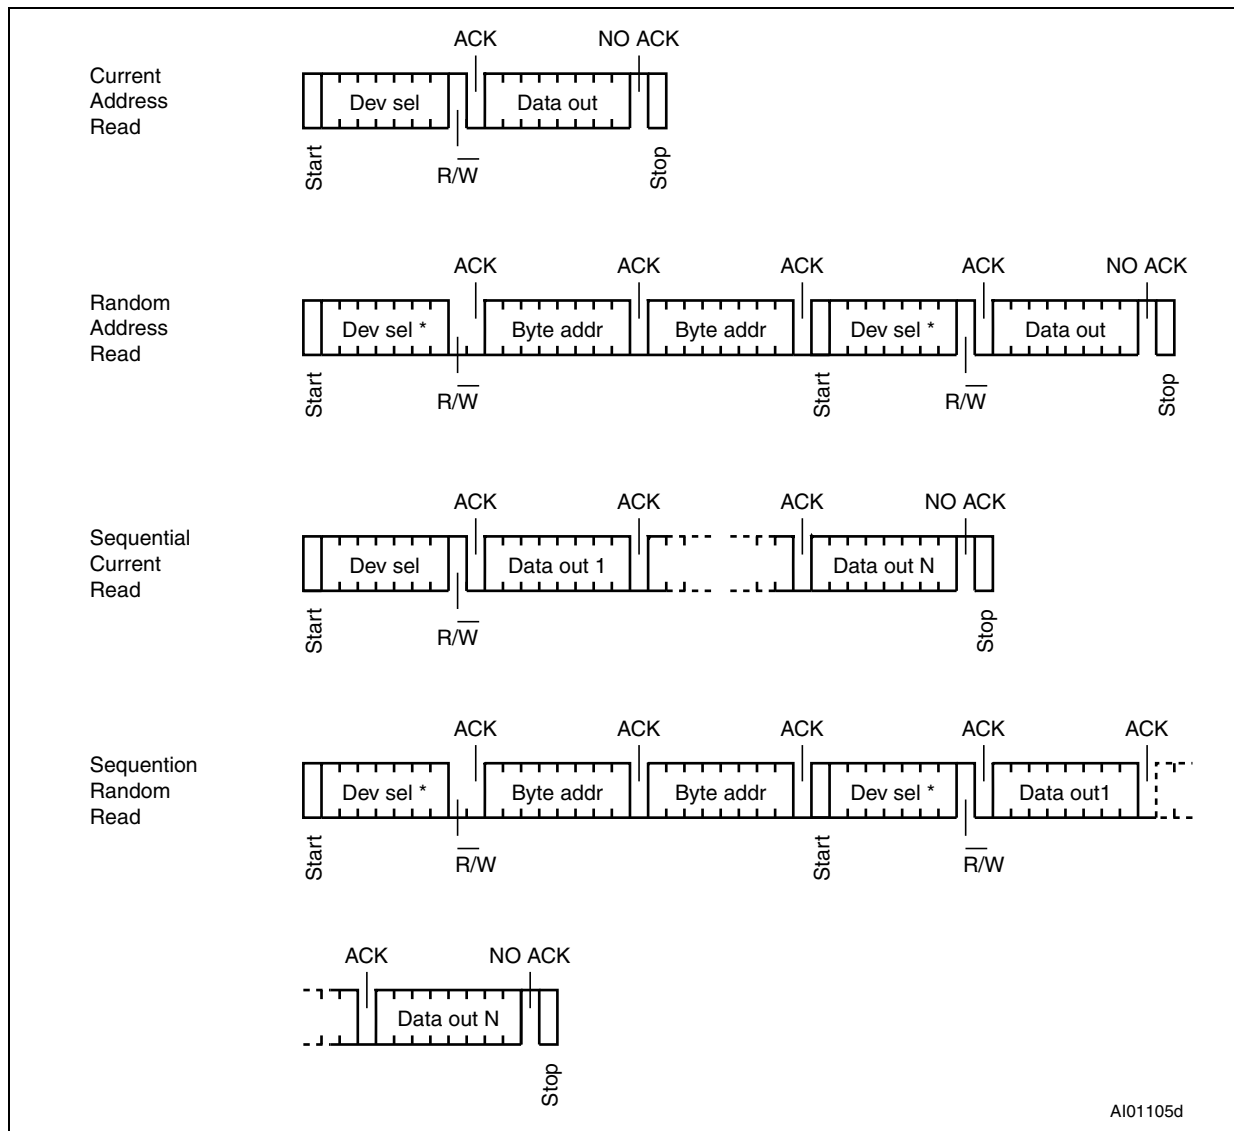 ACK NO ACK
Current
Address
Read
Dev sel Data out
Start R/W̅ Stop
ACK ACK ACK ACK NO ACK
Random
Address
Read
Dev sel * Byte addr Byte addr Dev sel * Data out
Start R/W̅ Start R/W̅ Stop
ACK ACK ACK NO ACK
Sequential
Current
Read
Dev sel Data out 1 Data out N
Start R/W̅ Stop
ACK ACK ACK ACK ACK
Sequention
Random
Read
Dev sel * Byte addr Byte addr Dev sel * Data out1
Start R̅/W Start R̅/W
ACK NO ACK
Data out N
Stop
AI01105d